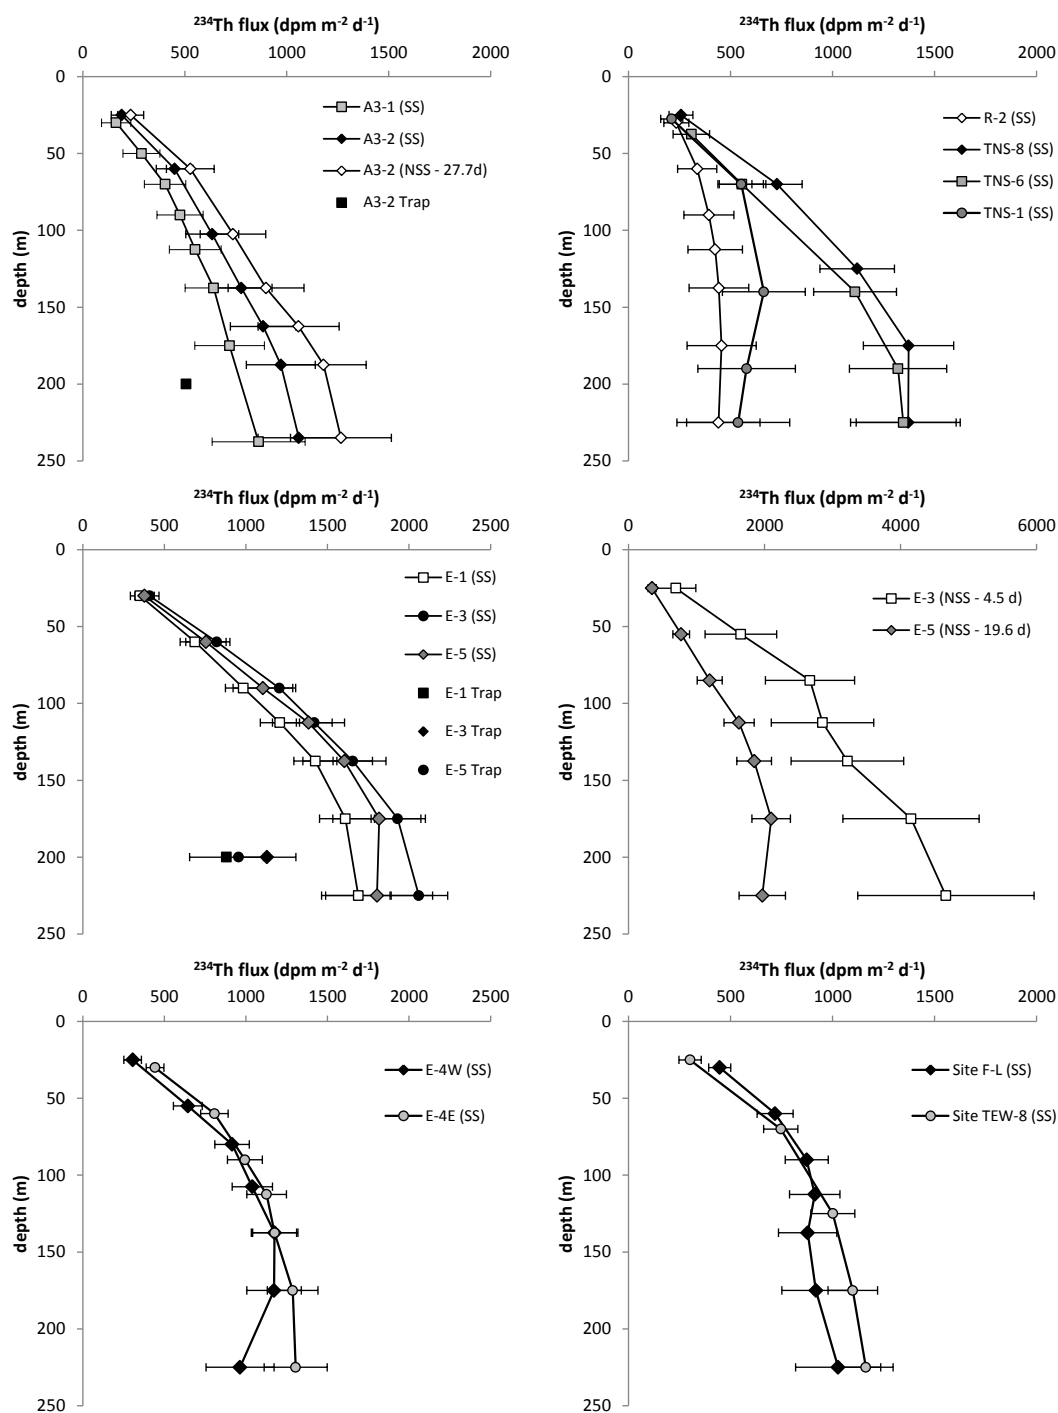 ²³⁴Th flux (dpm m⁻² d⁻¹)
0 500 1000 1500 2000
0
50
100
150
200
250
depth (m)
A3-1 (SS)
A3-2 (SS)
A3-2 (NSS - 27.7d)
A3-2 Trap
²³⁴Th flux (dpm m⁻² d⁻¹)
0 500 1000 1500 2000
0
50
100
150
200
250
depth (m)
R-2 (SS)
TNS-8 (SS)
TNS-6 (SS)
TNS-1 (SS)
²³⁴Th flux (dpm m⁻² d⁻¹)
0 500 1000 1500 2000 2500
0
50
100
150
200
250
depth (m)
E-1 (SS)
E-3 (SS)
E-5 (SS)
E-1 Trap
E-3 Trap
E-5 Trap
²³⁴Th flux (dpm m⁻² d⁻¹)
0 2000 4000 6000
0
50
100
150
200
250
depth (m)
E-3 (NSS - 4.5 d)
E-5 (NSS - 19.6 d)
²³⁴Th flux (dpm m⁻² d⁻¹)
0 500 1000 1500 2000 2500
0
50
100
150
200
250
depth (m)
E-4W (SS)
E-4E (SS)
²³⁴Th flux (dpm m⁻² d⁻¹)
0 500 1000 1500 2000
0
50
100
150
200
250
depth (m)
Site F-L (SS)
Site TEW-8 (SS)